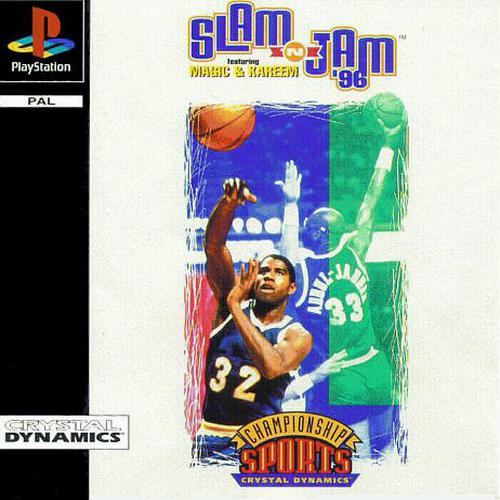 PlayStation
PAL
SLAM
'N
JAM
'96
TM
featuring
MAGIC & KAREEM
ABDUL-JABBAR
33
32
CHAMPIONSHIP
SPORTS
CRYSTAL DYNAMICS
CRYSTAL
DYNAMICS